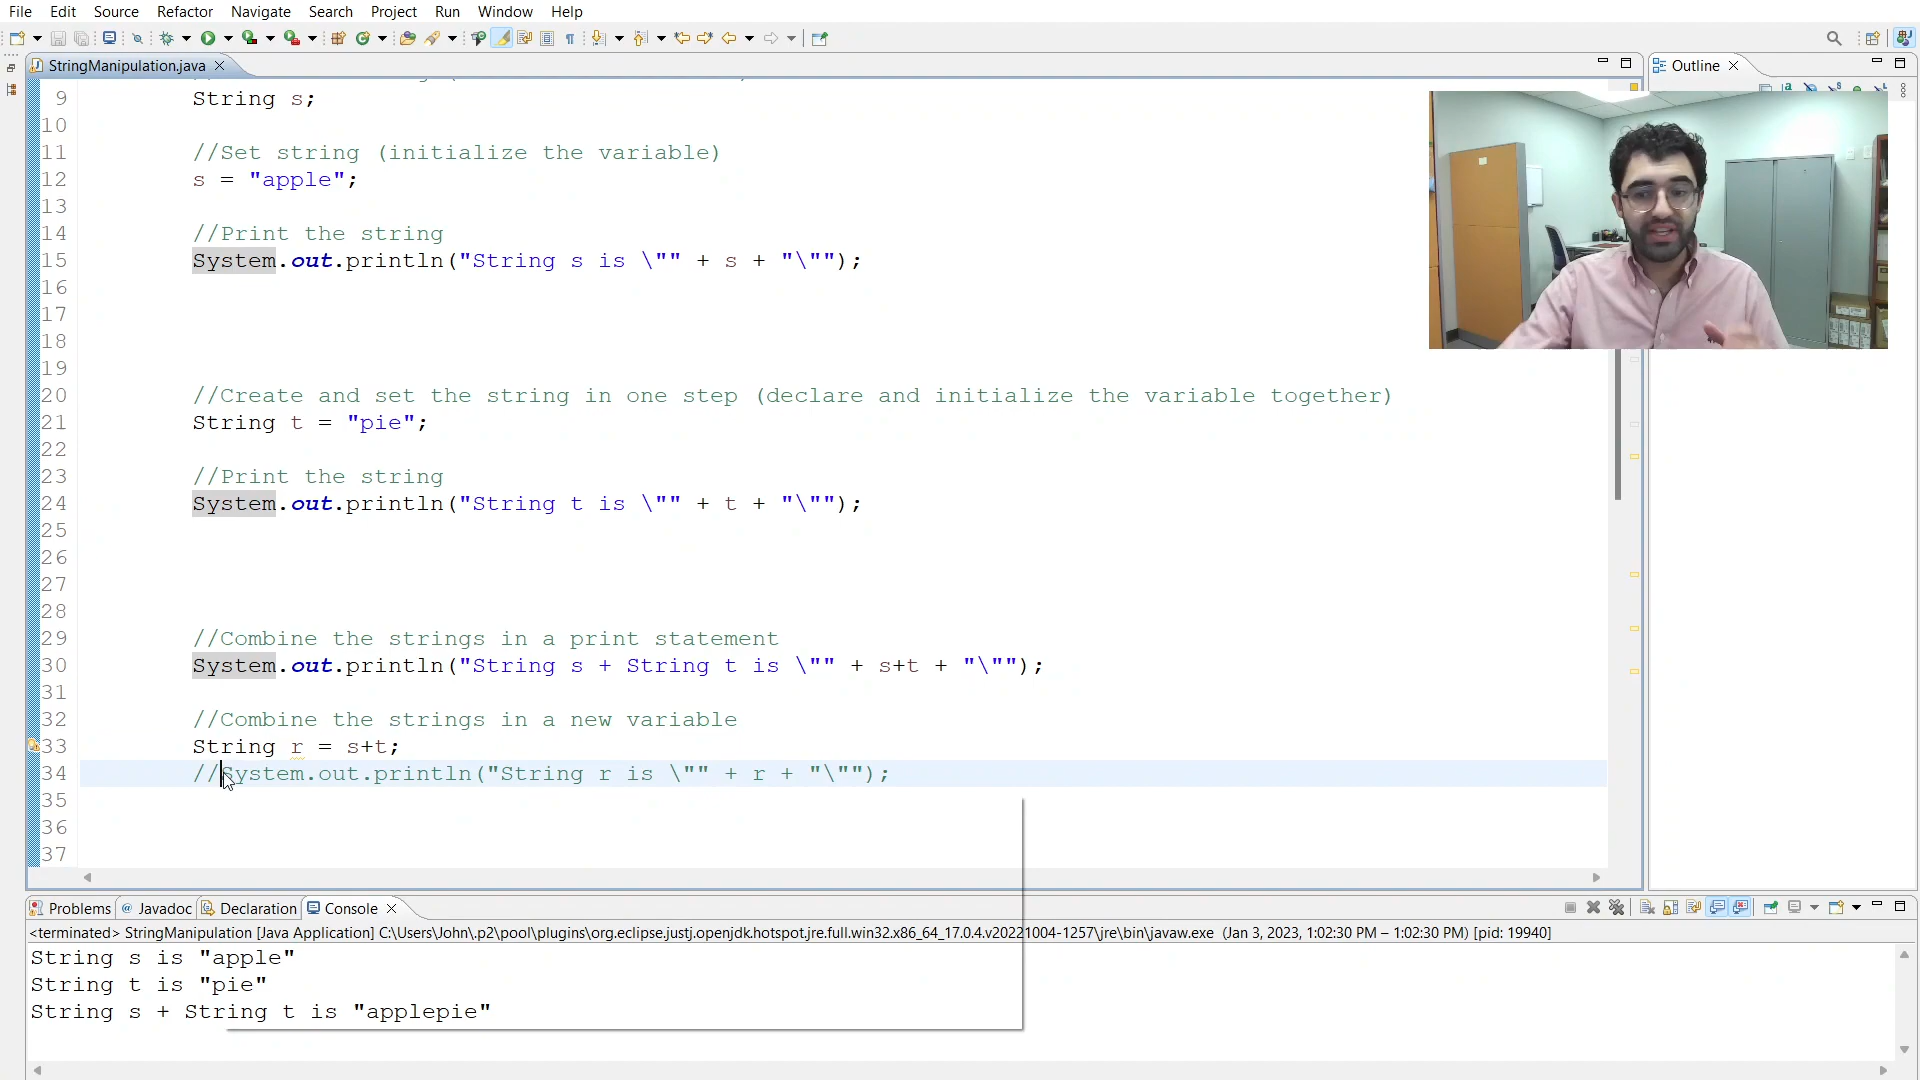 File Edit Source Refactor Navigate Search Project Run Window Help
StringManipulation.java
Outline
9 String s;
10
11 //Set string (initialize the variable)
12 s = "apple";
13
14 //Print the string
15 System.out.println("String s is \"" + s + "\"");
16
17
18
19
20 //Create and set the string in one step (declare and initialize the variable together)
21 String t = "pie";
22
23 //Print the string
24 System.out.println("String t is \"" + t + "\"");
25
26
27
28
29 //Combine the strings in a print statement
30 System.out.println("String s + String t is \"" + s+t + "\"");
31
32 //Combine the strings in a new variable
33 String r = s+t;
34 //System.out.println("String r is \"" + r + "\"");
35
36
37
Problems @ Javadoc Declaration Console
<terminated> StringManipulation [Java Application] C:\Users\John\.p2\pool\plugins\org.eclipse.justj.openjdk.hotspot.jre.full.win32.x86_64_17.0.4.v20221004-1257\jre\bin\javaw.exe (Jan 3, 2023, 1:02:30 PM – 1:02:30 PM) [pid: 19940]
String s is "apple"
String t is "pie"
String s + String t is "applepie"